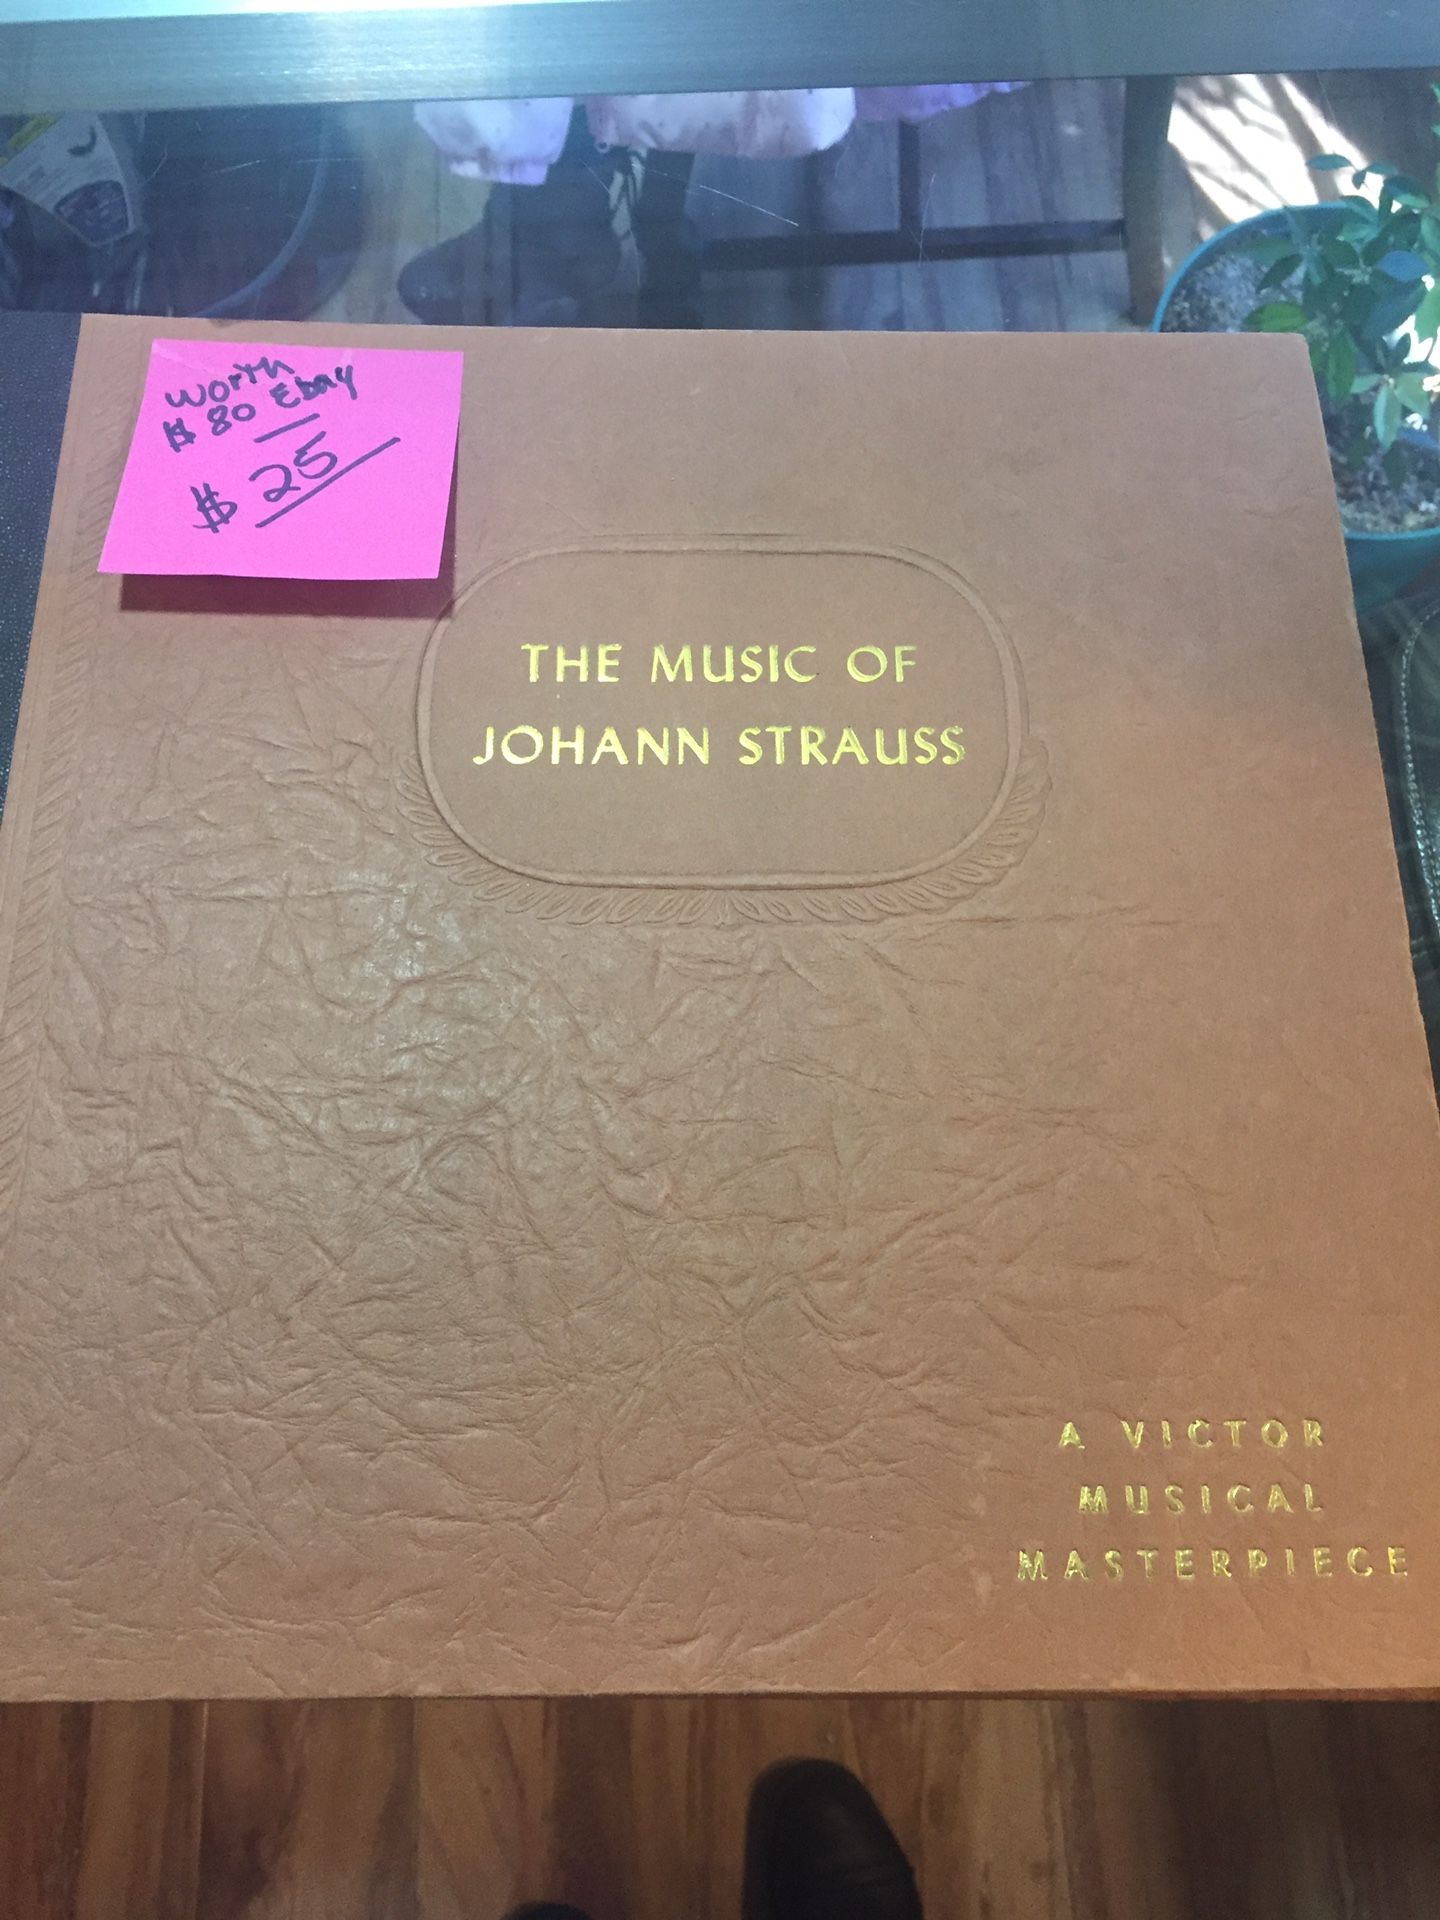 Worth
$80 Ebay
$25
THE MUSIC OF
JOHANN STRAUSS
A VICTOR
MUSICAL
MASTERPIECE